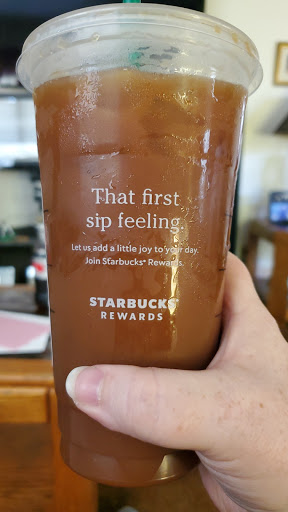 That first
sip feeling.
Let us add a little joy to your day.
Join Starbucks® Rewards.
STARBUCKS®
REWARDS